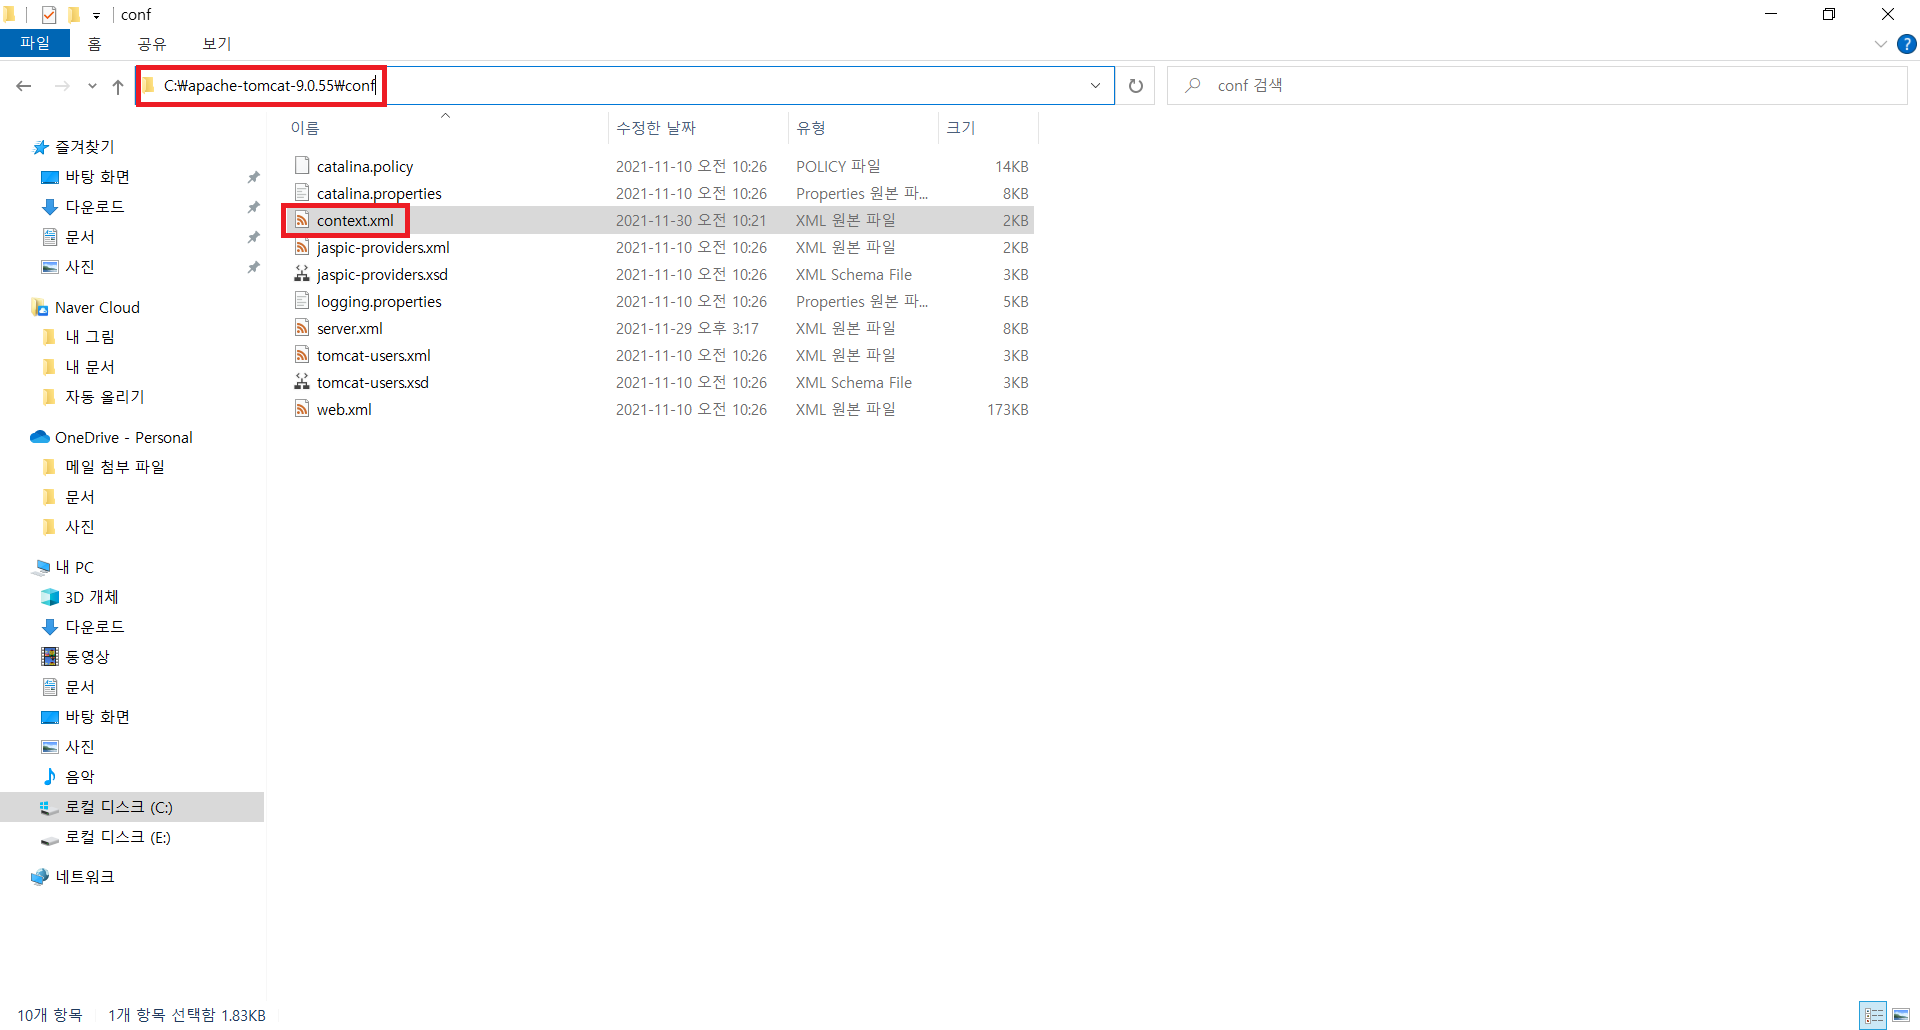 conf
파일 홈 공유 보기
C:₩apache-tomcat-9.0.55₩conf
conf 검색
즐겨찾기
바탕 화면
다운로드
문서
사진
Naver Cloud
내 그림
내 문서
자동 올리기
OneDrive - Personal
메일 첨부 파일
문서
사진
내 PC
3D 개체
다운로드
동영상
문서
바탕 화면
사진
음악
로컬 디스크 (C:)
로컬 디스크 (E:)
네트워크
이름 수정한 날짜 유형 크기
catalina.policy 2021-11-10 오전 10:26 POLICY 파일 14KB
catalina.properties 2021-11-10 오전 10:26 Properties 원본 파... 8KB
context.xml 2021-11-30 오전 10:21 XML 원본 파일 2KB
jaspic-providers.xml 2021-11-10 오전 10:26 XML 원본 파일 2KB
jaspic-providers.xsd 2021-11-10 오전 10:26 XML Schema File 3KB
logging.properties 2021-11-10 오전 10:26 Properties 원본 파... 5KB
server.xml 2021-11-29 오후 3:17 XML 원본 파일 8KB
tomcat-users.xml 2021-11-10 오전 10:26 XML 원본 파일 3KB
tomcat-users.xsd 2021-11-10 오전 10:26 XML Schema File 3KB
web.xml 2021-11-10 오전 10:26 XML 원본 파일 173KB
10개 항목 1개 항목 선택함 1.83KB